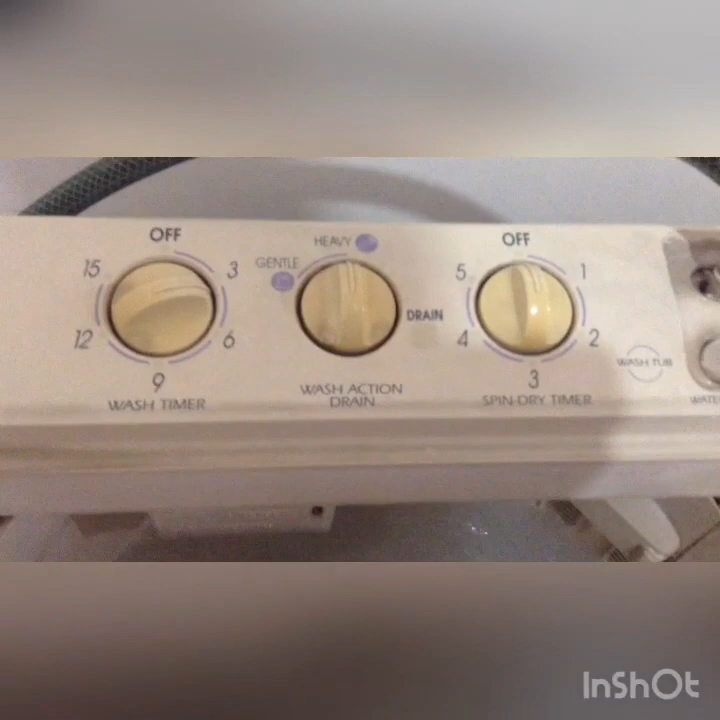 OFF
15
3
12
6
9
WASH TIMER
HEAVY
GENTLE
DRAIN
WASH ACTION
DRAIN
OFF
5
1
4
2
3
SPIN-DRY TIMER
WASH TUB
InShOt